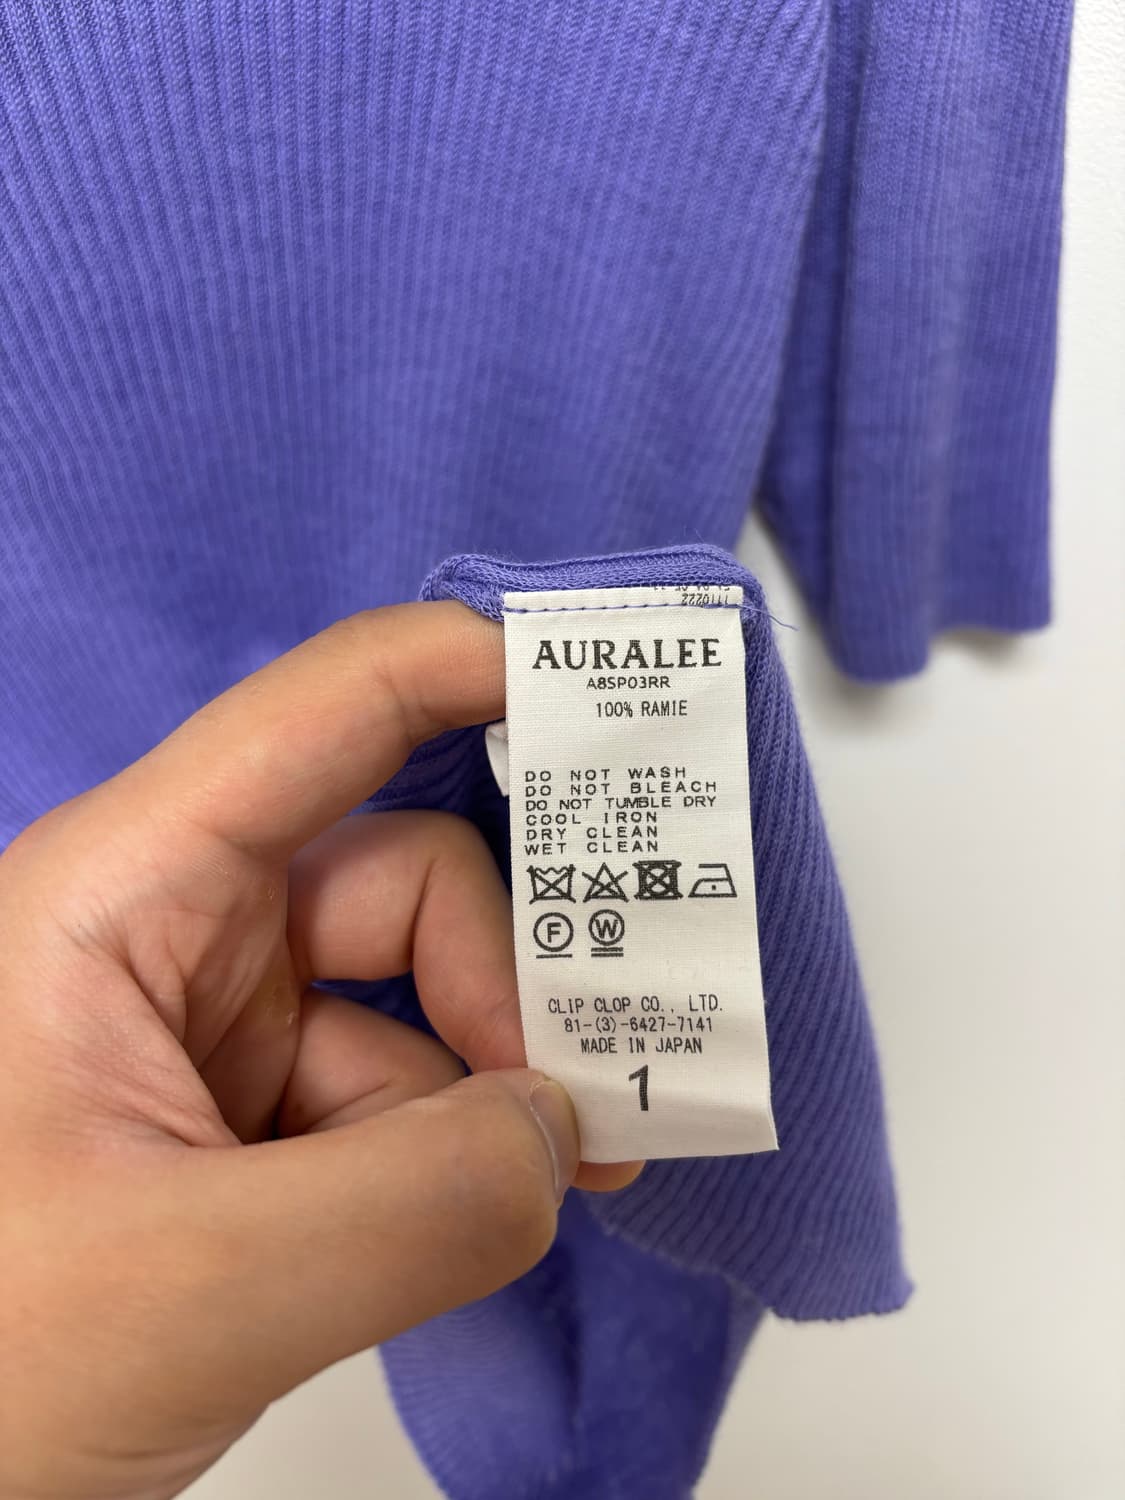 AURALEE
A8SP03RR
100% RAMIE
DO NOT WASH
DO NOT BLEACH
DO NOT TUMBLE DRY
COOL IRON
DRY CLEAN
WET CLEAN
F W
CLIP CLOP CO., LTD.
81-(3)-6427-7141
MADE IN JAPAN
1